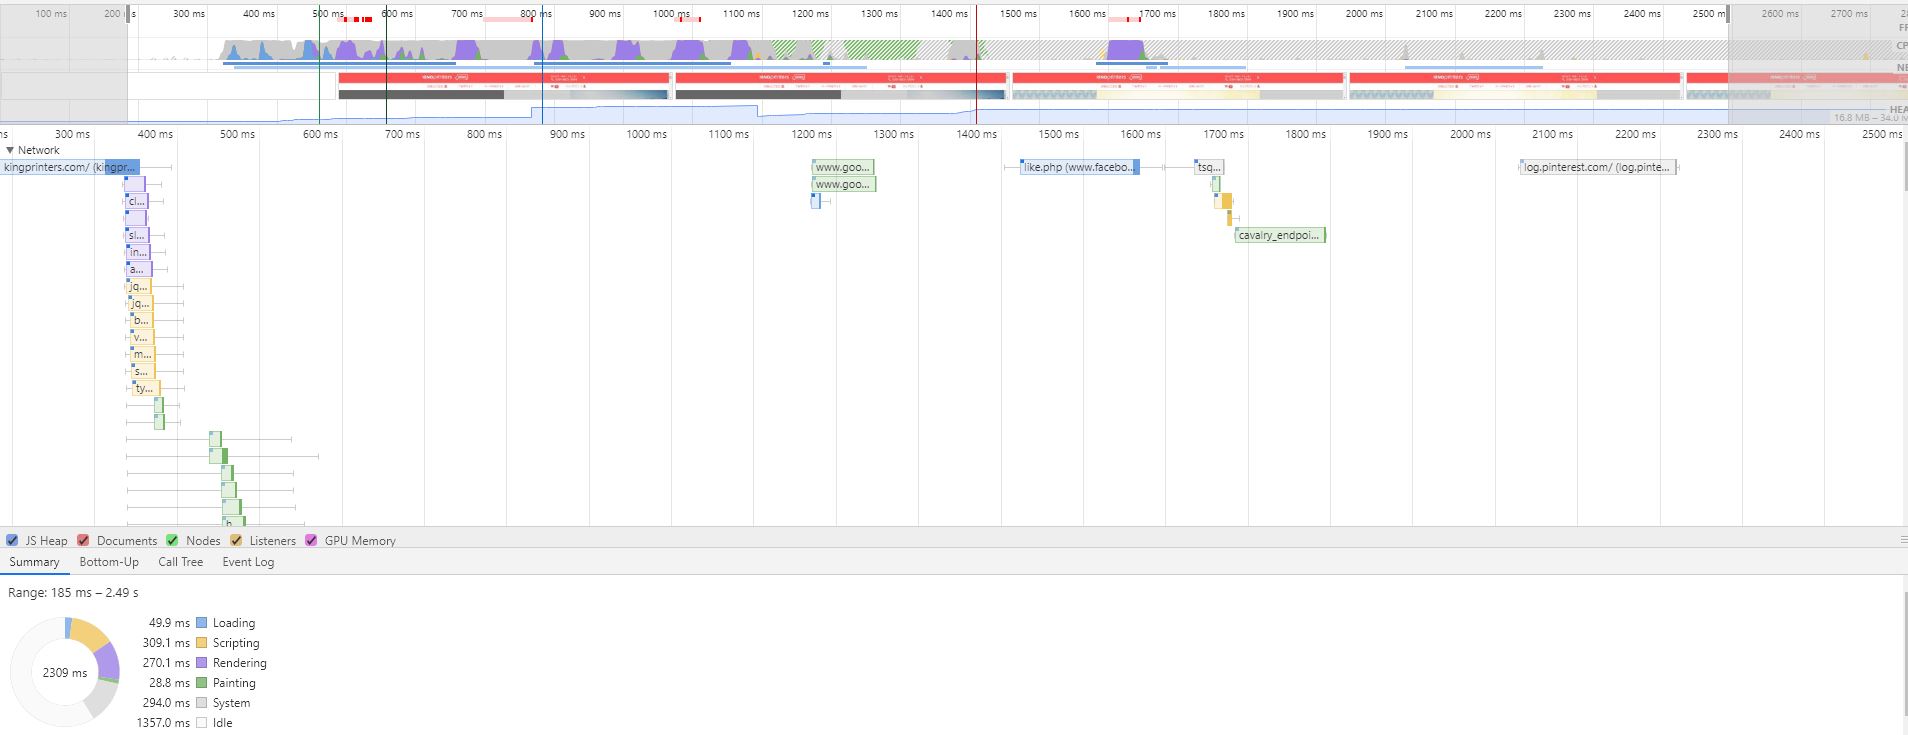 100 ms 200 ms 300 ms 400 ms 500 ms 600 ms 700 ms 800 ms 900 ms 1000 ms 1100 ms 1200 ms 1300 ms 1400 ms 1500 ms 1600 ms 1700 ms 1800 ms 1900 ms 2000 ms 2100 ms 2200 ms 2300 ms 2400 ms 2500 m 2600 ms 2700 ms
CP
NE
HEA
16.8 MB – 34.0 M
ms 300 ms 400 ms 500 ms 600 ms 700 ms 800 ms 900 ms 1000 ms 1100 ms 1200 ms 1300 ms 1400 ms 1500 ms 1600 ms 1700 ms 1800 ms 1900 ms 2000 ms 2100 ms 2200 ms 2300 ms 2400 ms 2500 ms
Network
kingprinters.com/ (kingpr... www.goo... like.php (www.facebo... tsq... log.pinterest.com/ (log.pinte...
www.goo...
ci...
sl... cavalry_endpoi...
in...
a...
jq...
jq...
b...
v...
m...
s...
ty...
JS Heap Documents Nodes Listeners GPU Memory
Summary Bottom-Up Call Tree Event Log
Range: 185 ms – 2.49 s
49.9 ms Loading
309.1 ms Scripting
270.1 ms Rendering
2309 ms
28.8 ms Painting
294.0 ms System
1357.0 ms Idle